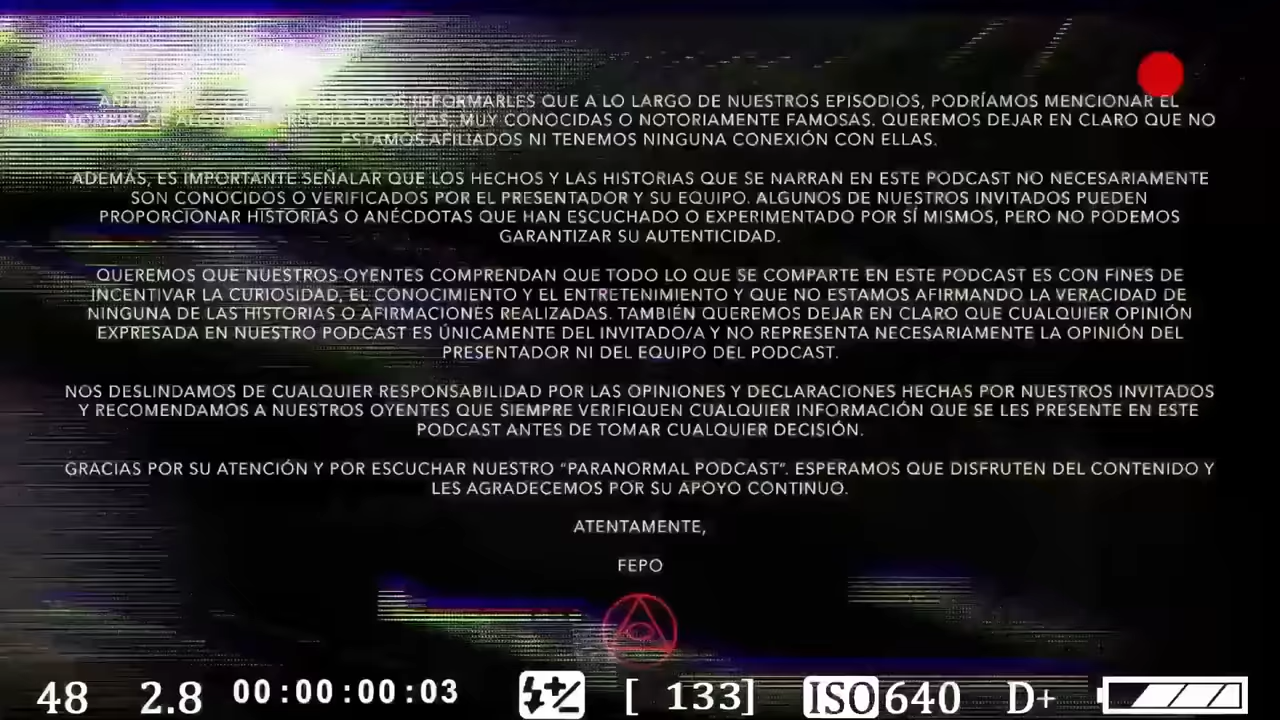 INFORMARLES QUE A LO LARGO DE NUESTROS EPISODIOS, PODRÍAMOS MENCIONAR EL
MUY CONOCIDAS O NOTORIAMENTE FAMOSAS, QUEREMOS DEJAR EN CLARO QUE NO
ESTAMOS AFILIADOS NI TENEMOS NINGUNA CONEXIÓN CON ELLAS.
ADEMÁS, ES IMPORTANTE SEÑALAR QUE LOS HECHOS Y LAS HISTORIAS QUE SE NARRAN EN ESTE PODCAST NO NECESARIAMENTE
SON CONOCIDOS O VERIFICADOS POR EL PRESENTADOR Y SU EQUIPO. ALGUNOS DE NUESTROS INVITADOS PUEDEN
PROPORCIONAR HISTORIAS O ANÉCDOTAS QUE HAN ESCUCHADO O EXPERIMENTADO POR SÍ MISMOS, PERO NO PODEMOS
GARANTIZAR SU AUTENTICIDAD.
QUEREMOS QUE NUESTROS OYENTES COMPRENDAN QUE TODO LO QUE SE COMPARTE EN ESTE PODCAST ES CON FINES DE
INCENTIVAR LA CURIOSIDAD, EL CONOCIMIENTO Y EL ENTRETENIMIENTO Y QUE NO ESTAMOS AFIRMANDO LA VERACIDAD DE
NINGUNA DE LAS HISTORIAS O AFIRMACIONES REALIZADAS. TAMBIÉN QUEREMOS DEJAR EN CLARO QUE CUALQUIER OPINIÓN
EXPRESADA EN NUESTRO PODCAST ES ÚNICAMENTE DEL INVITADO/A Y NO REPRESENTA NECESARIAMENTE LA OPINIÓN DEL
PRESENTADOR NI DEL EQUIPO DEL PODCAST.
NOS DESLINDAMOS DE CUALQUIER RESPONSABILIDAD POR LAS OPINIONES Y DECLARACIONES HECHAS POR NUESTROS INVITADOS
Y RECOMENDAMOS A NUESTROS OYENTES QUE SIEMPRE VERIFIQUEN CUALQUIER INFORMACIÓN QUE SE LES PRESENTE EN ESTE
PODCAST ANTES DE TOMAR CUALQUIER DECISIÓN.
GRACIAS POR SU ATENCIÓN Y POR ESCUCHAR NUESTRO “PARANORMAL PODCAST”. ESPERAMOS QUE DISFRUTEN DEL CONTENIDO Y
LES AGRADECEMOS POR SU APOYO CONTINUO.
ATENTAMENTE,
FEPO
48 2.8 00:00:00:03 [ 133] ISO 640 D+